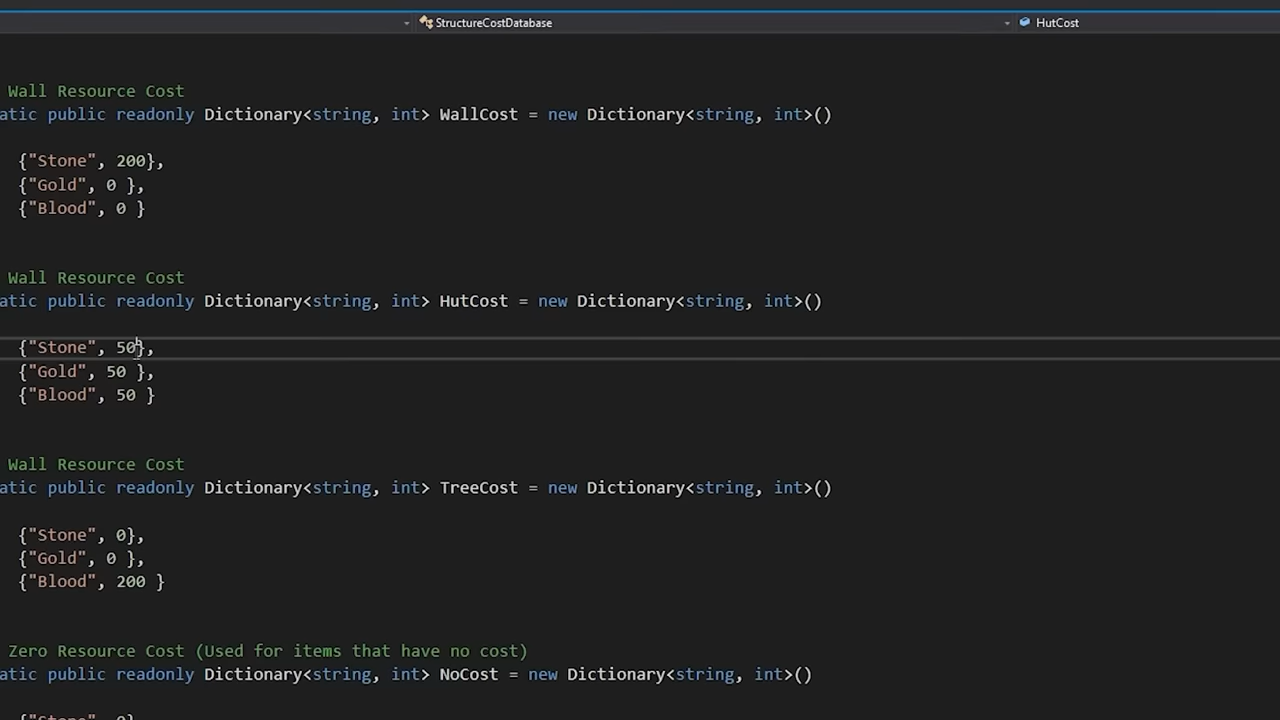 StructureCostDatabase HutCost
Wall Resource Cost
atic public readonly Dictionary<string, int> WallCost = new Dictionary<string, int>()
{"Stone", 200},
{"Gold", 0 },
{"Blood", 0 }
Wall Resource Cost
atic public readonly Dictionary<string, int> HutCost = new Dictionary<string, int>()
{"Stone", 50},
{"Gold", 50 },
{"Blood", 50 }
Wall Resource Cost
atic public readonly Dictionary<string, int> TreeCost = new Dictionary<string, int>()
{"Stone", 0},
{"Gold", 0 },
{"Blood", 200 }
Zero Resource Cost (Used for items that have no cost)
atic public readonly Dictionary<string, int> NoCost = new Dictionary<string, int>()